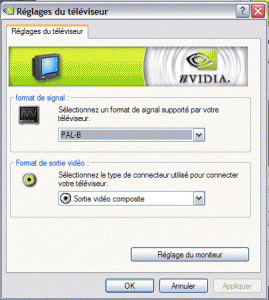 Réglages du téléviseur
Réglages du téléviseur
NVIDIA.
format de signal :
Sélectionnez un format de signal supporté par votre
téléviseur.
PAL-B
Format de sortie vidéo :
Sélectionnez le type de connecteur utilisé pour connecter
votre téléviseur.
Sortie vidéo composite
Réglage du moniteur
OK
Annuler
Appliquer